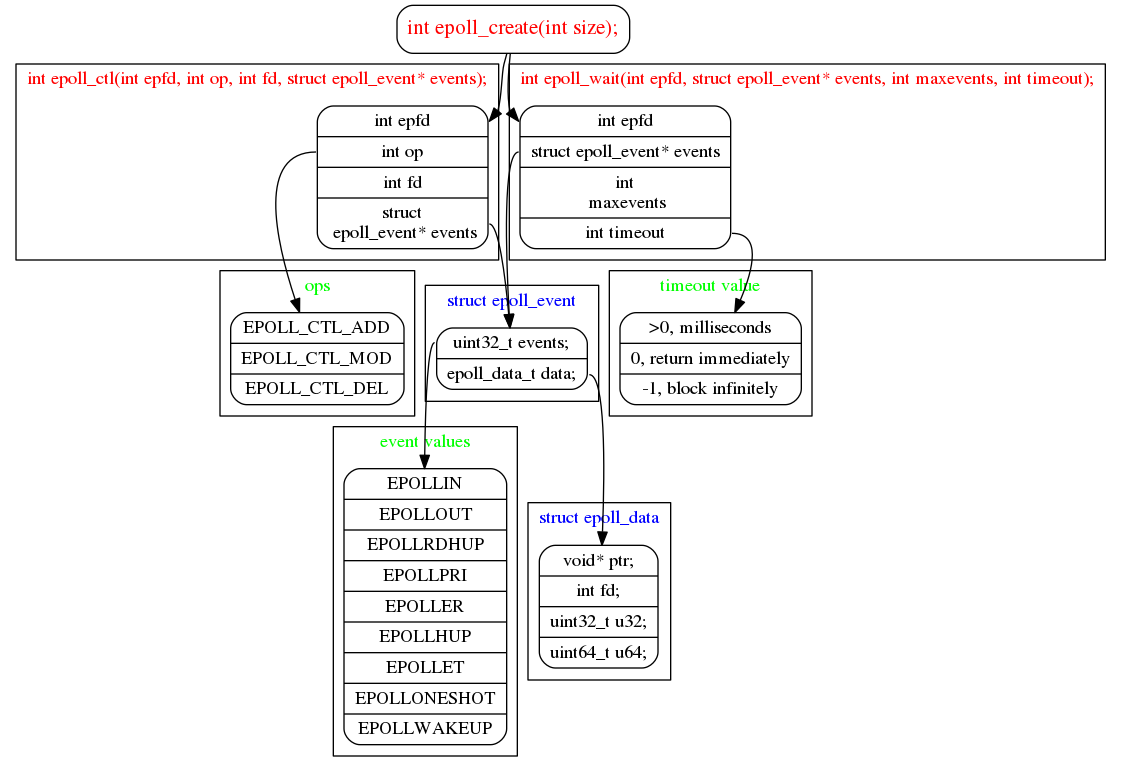 int epoll_create(int size);
int epoll_ctl(int epfd, int op, int fd, struct epoll_event* events);
int epfd
int op
int fd
struct
epoll_event* events
int epoll_wait(int epfd, struct epoll_event* events, int maxevents, int timeout);
int epfd
struct epoll_event* events
int
maxevents
int timeout
ops
EPOLL_CTL_ADD
EPOLL_CTL_MOD
EPOLL_CTL_DEL
struct epoll_event
uint32_t events;
epoll_data_t data;
timeout value
>0, milliseconds
0, return immediately
-1, block infinitely
event values
EPOLLIN
EPOLLOUT
EPOLLRDHUP
EPOLLPRI
EPOLLER
EPOLLHUP
EPOLLET
EPOLLONESHOT
EPOLLWAKEUP
struct epoll_data
void* ptr;
int fd;
uint32_t u32;
uint64_t u64;